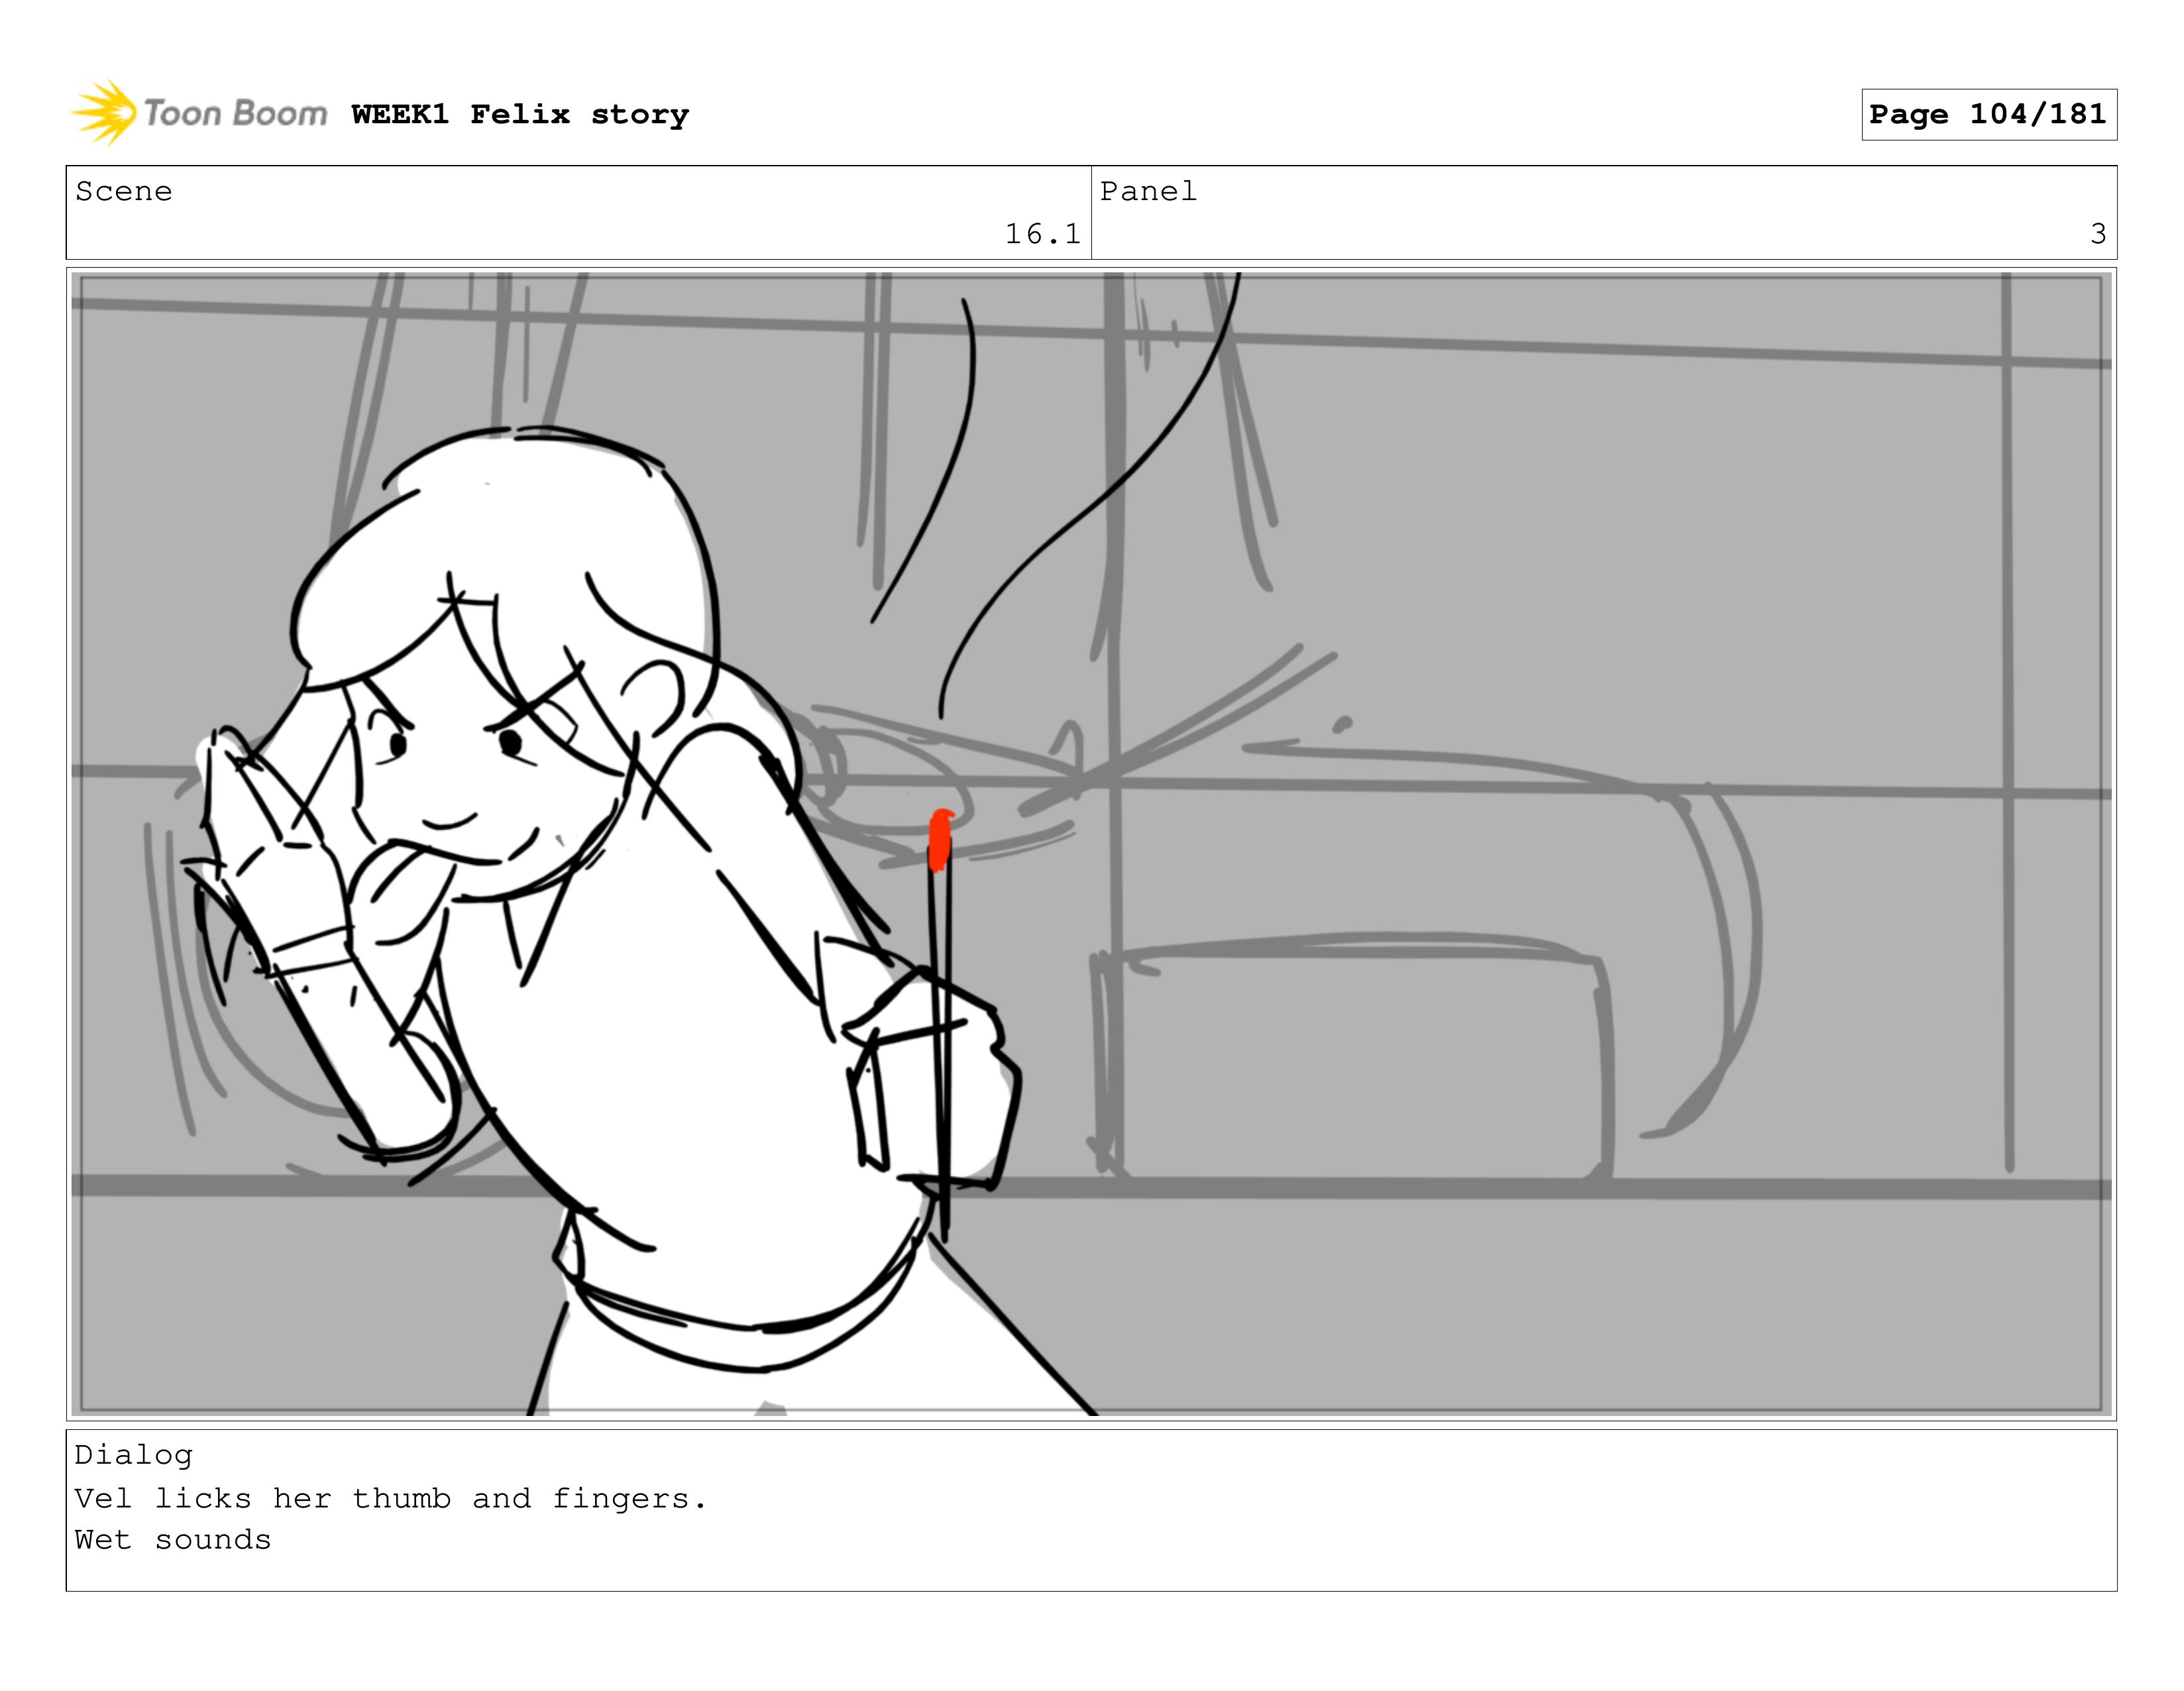 Toon Boom WEEK1 Felix story
Page 104/181
Scene
16.1
Panel
3
Dialog
Vel licks her thumb and fingers.
Wet sounds